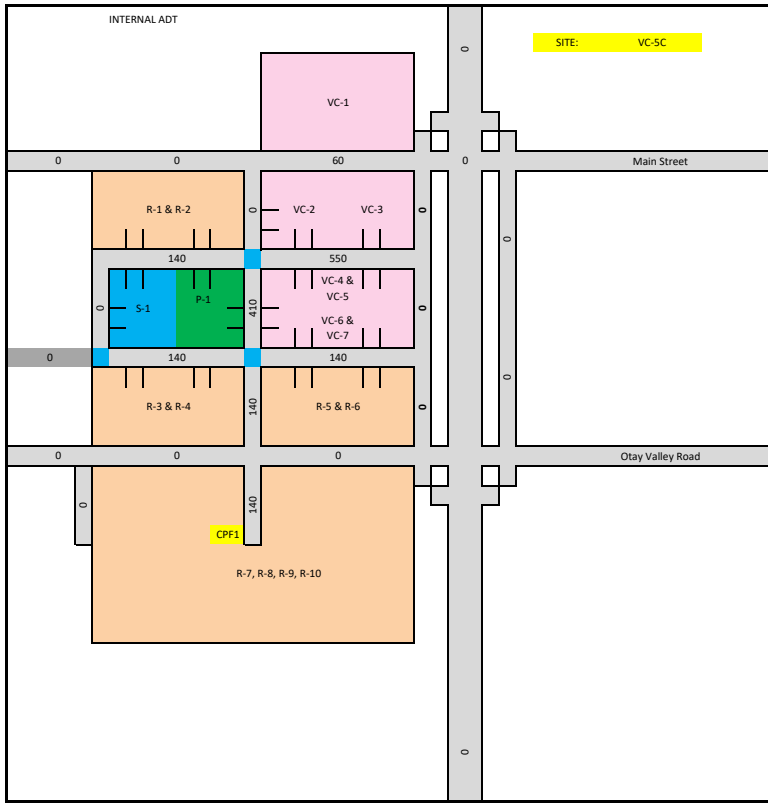 INTERNAL ADT
SITE: VC-5C
0
VC-1
0 0 60 0 Main Street
R-1 & R-2
0
VC-2 VC-3
0
0
140 550
VC-4 &
VC-5
S-1
P-1
0
410
0
VC-6 &
VC-7
0 140 140
0
R-3 & R-4
140
R-5 & R-6
0
0 0 0 Otay Valley Road
0
140
CPF1
R-7, R-8, R-9, R-10
0